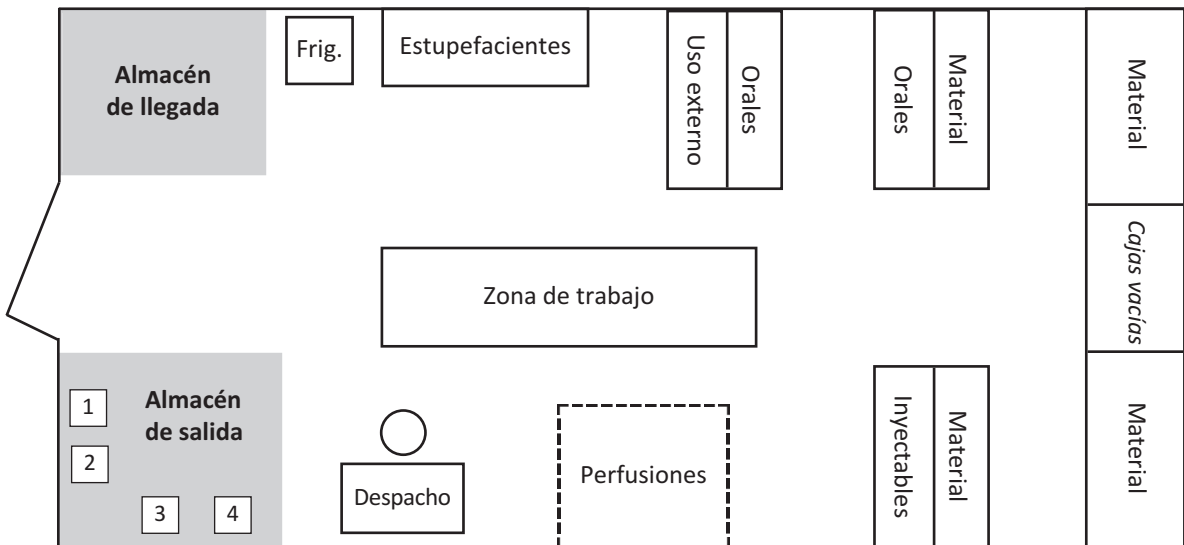 Almacén
de llegada
Frig.
Estupefacientes
Uso externo
Orales
Orales
Material
Material
Zona de trabajo
Cajas vacías
1
2
3
4
Almacén
de salida
Despacho
Perfusiones
Inyectables
Material
Material